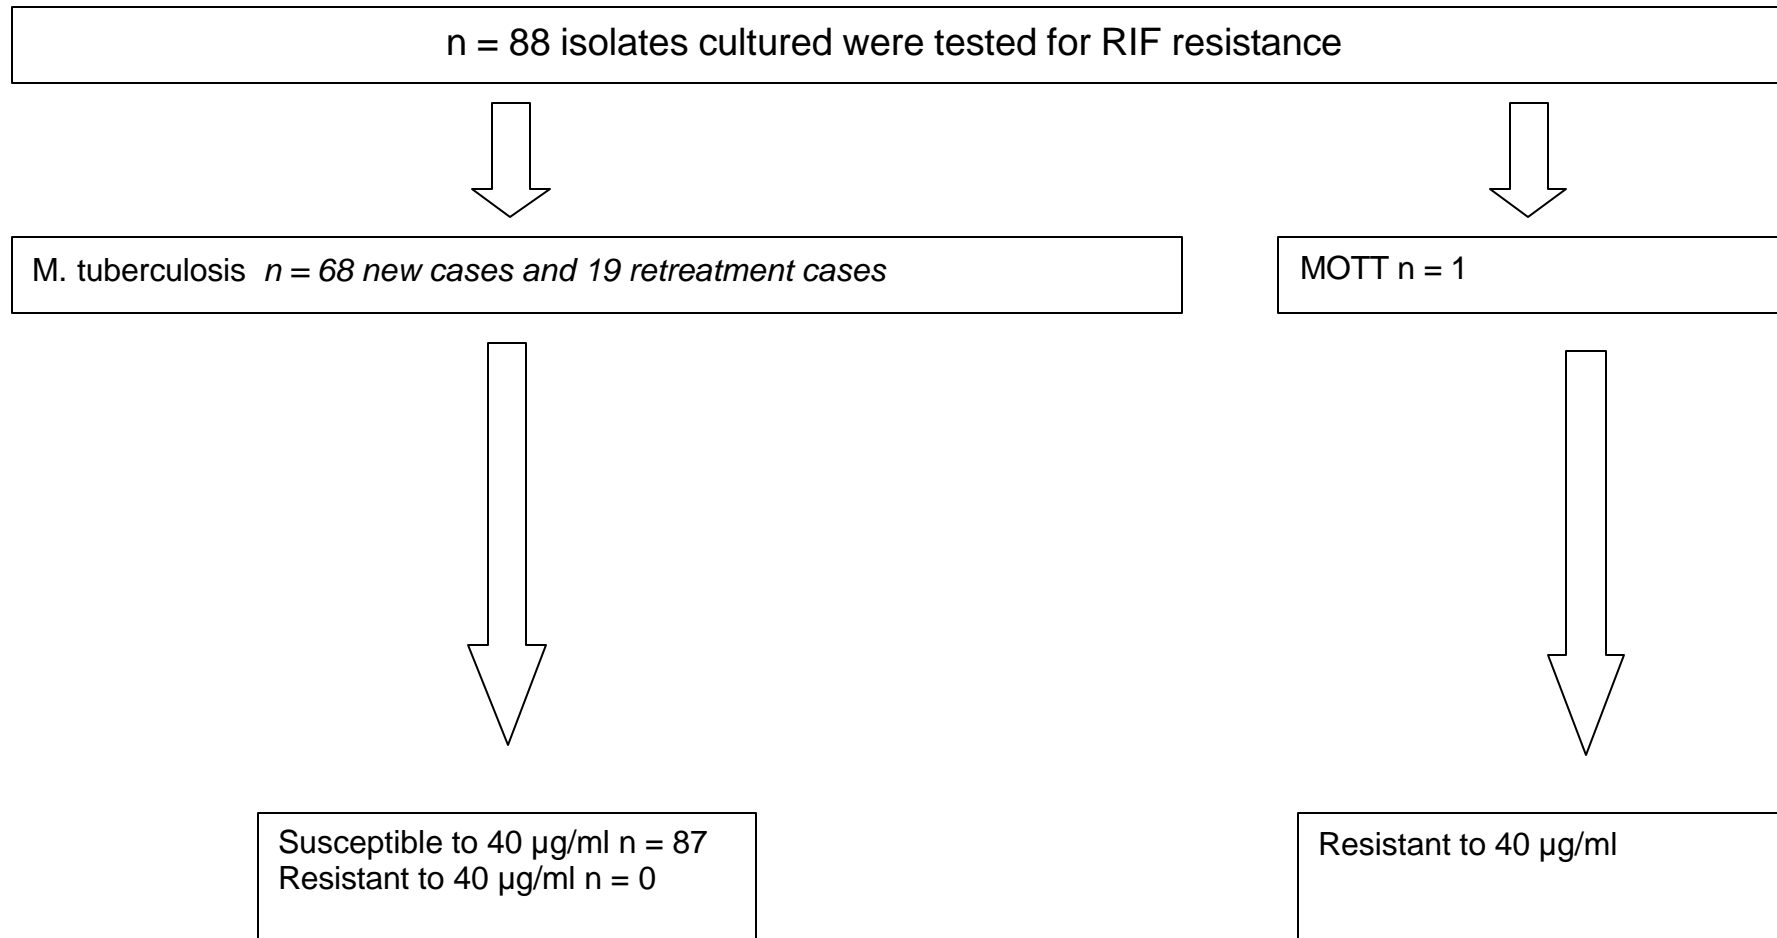 n = 88 isolates cultured were tested for RIF resistance
M. tuberculosis n = 68 new cases and 19 retreatment cases
MOTT n = 1
Susceptible to 40 µg/ml n = 87
Resistant to 40 µg/ml n = 0
Resistant to 40 µg/ml